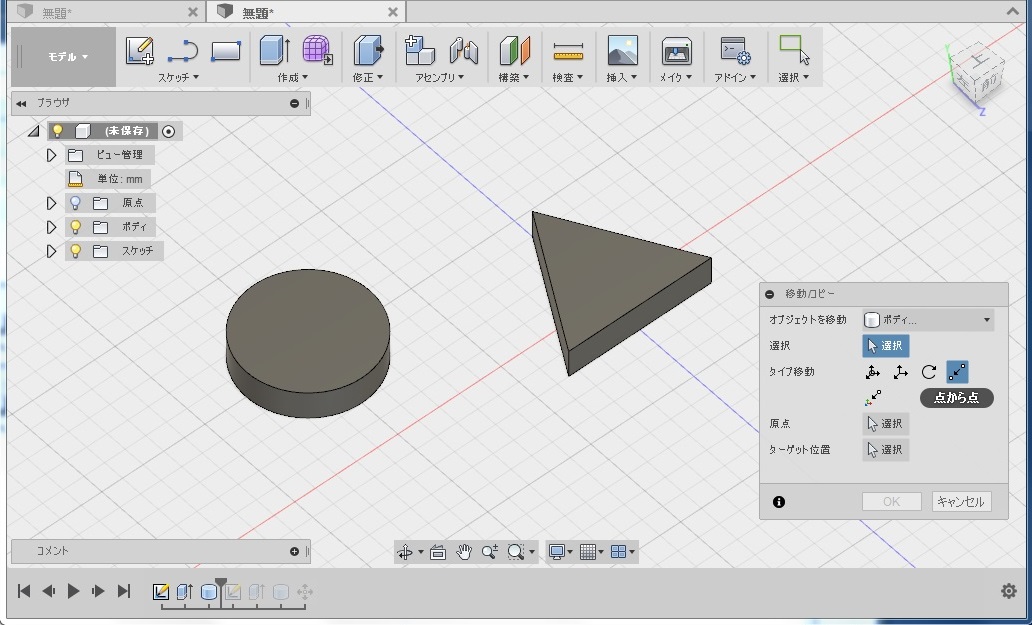 無題*
無題*
モデル
スケッチ
作成
修正
アセンブリ
構築
検査
挿入
メイク
アドイン
選択
ブラウザ
(未保存)
ビュー管理
単位: mm
原点
ボディ
スケッチ
上
Z
移動/コピー
オブジェクトを移動
ボディ...
選択
選択
タイプ移動
点から点
原点
選択
ターゲット位置
選択
OK
キャンセル
コメント